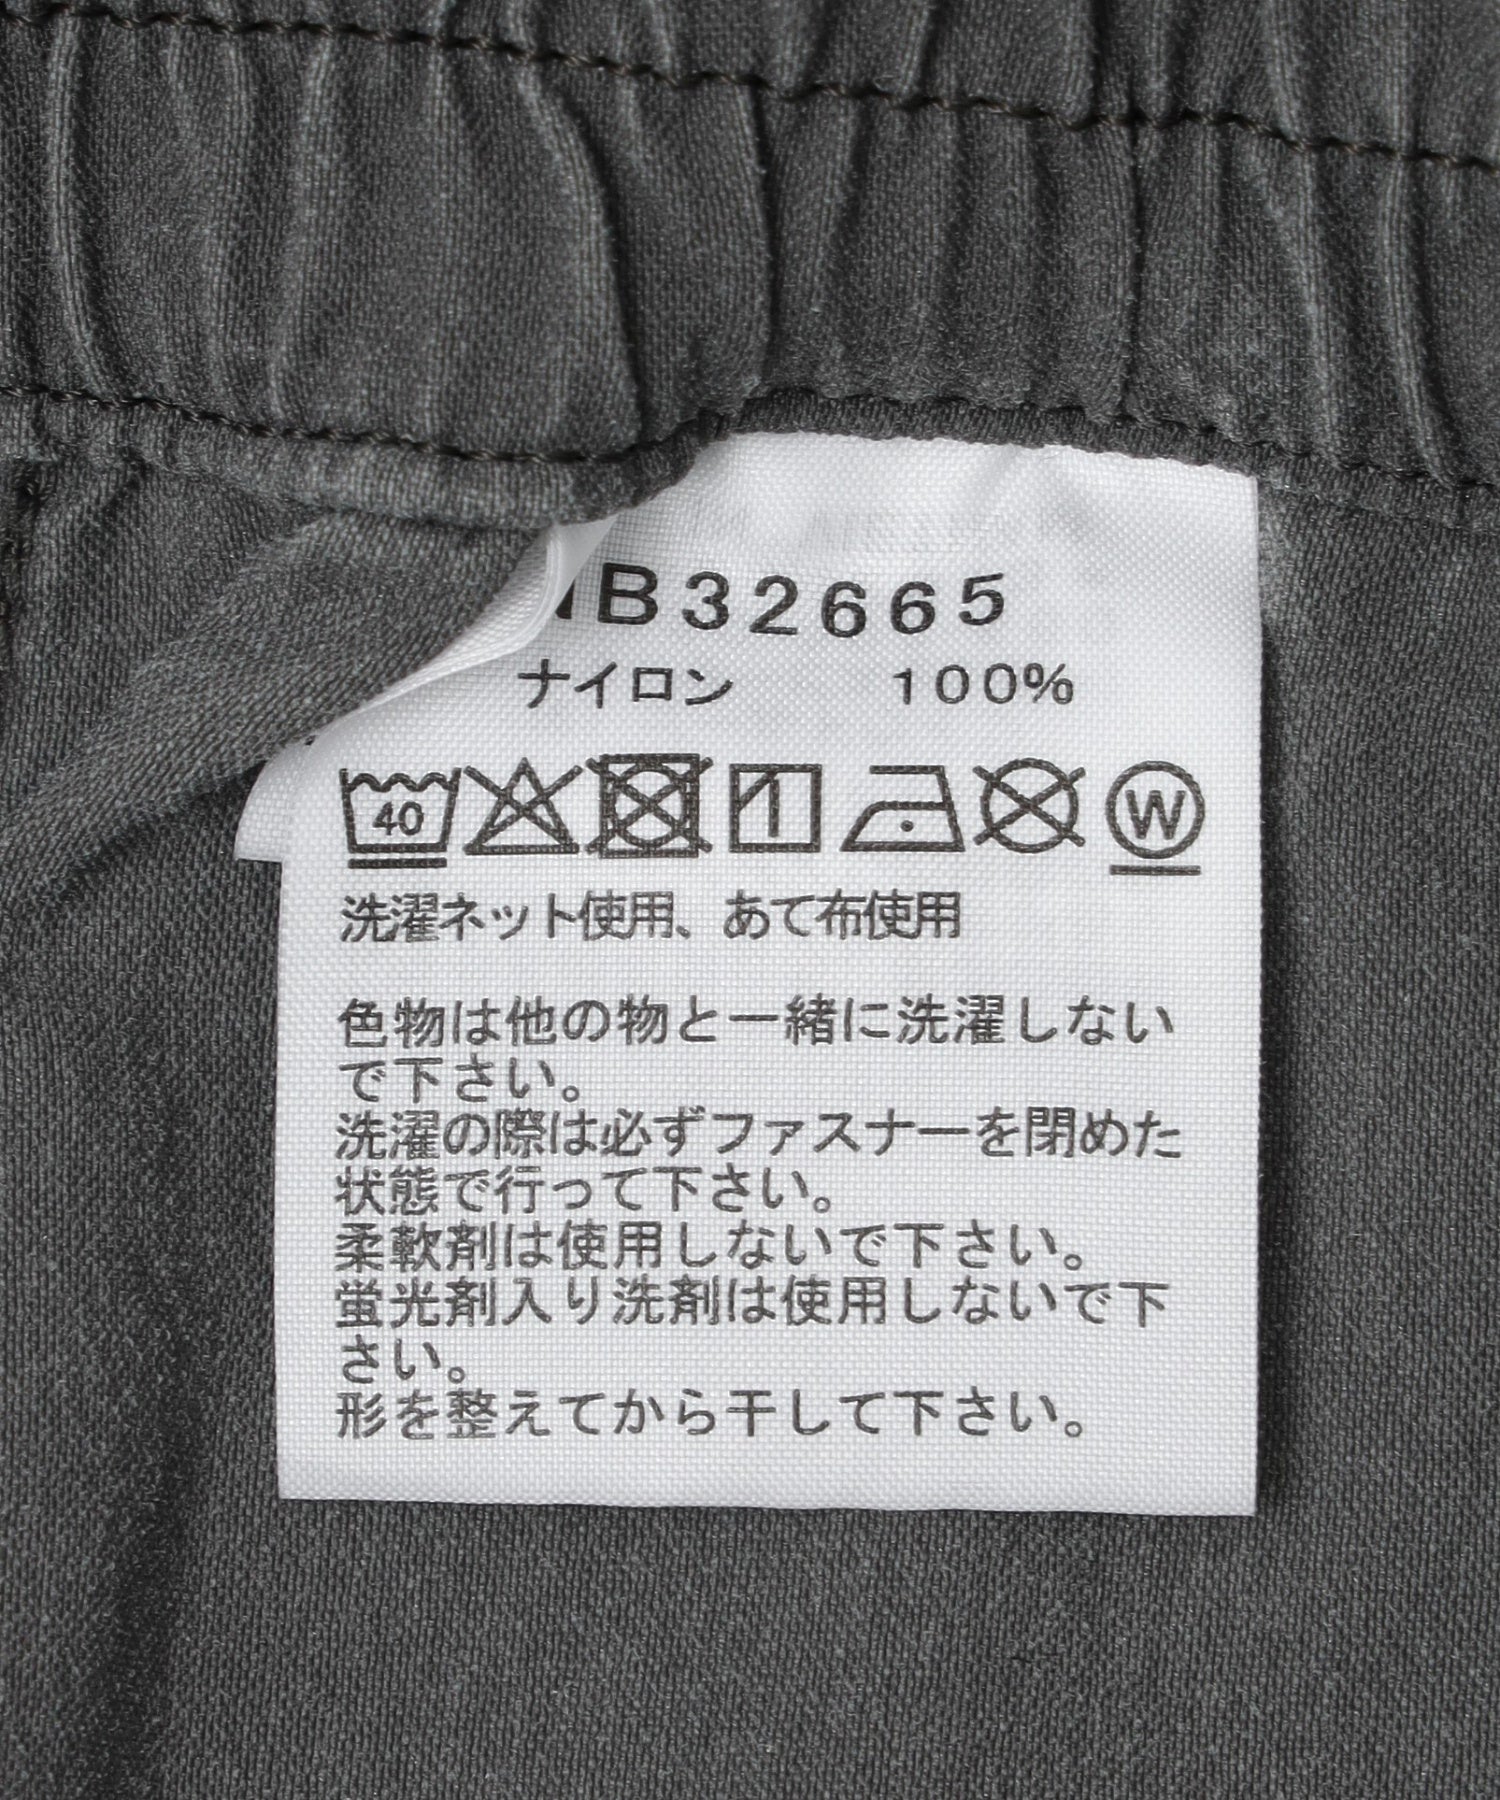 B32665
ナイロン 100%
40 W
洗濯ネット使用、あて布使用
色物は他の物と一緒に洗濯しない
で下さい。
洗濯の際は必ずファスナーを閉めた
状態で行って下さい。
柔軟剤は使用しないで下さい。
蛍光剤入り洗剤は使用しないで下
さい。
形を整えてから干して下さい。